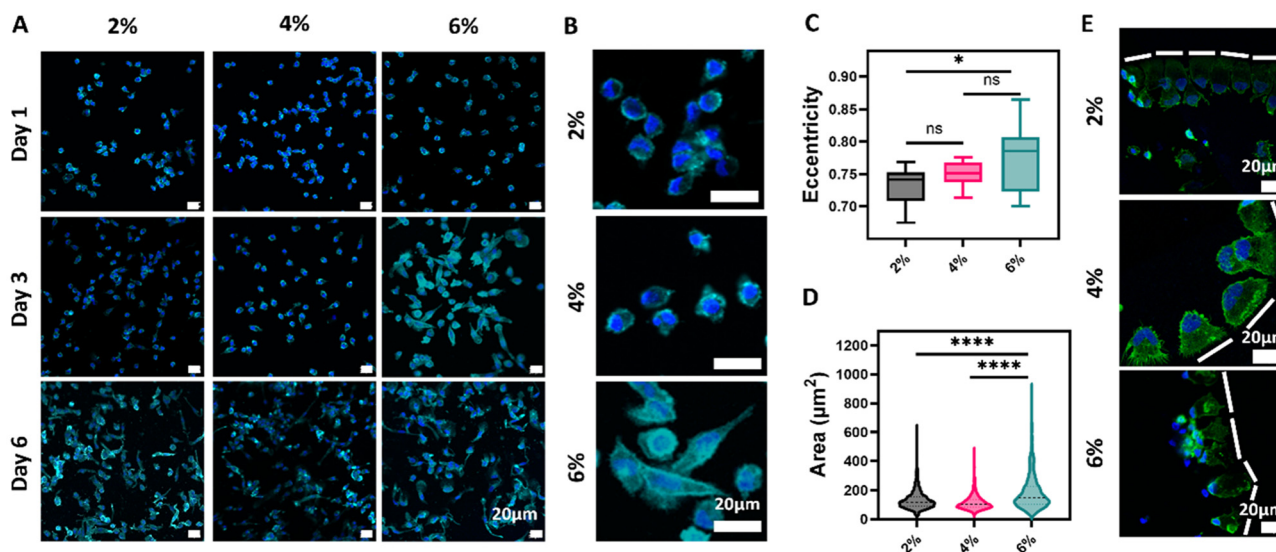 A
2%
4%
6%
Day 1
Day 3
Day 6
20µm
B
2%
4%
6%
20µm
C
Eccentricity
0.90
0.85
0.80
0.75
0.70
*
ns
ns
2%
4%
6%
D
Area (µm²)
1200
1000
800
600
400
200
0
****
****
2%
4%
6%
E
2%
20µm
4%
20µm
6%
20µm